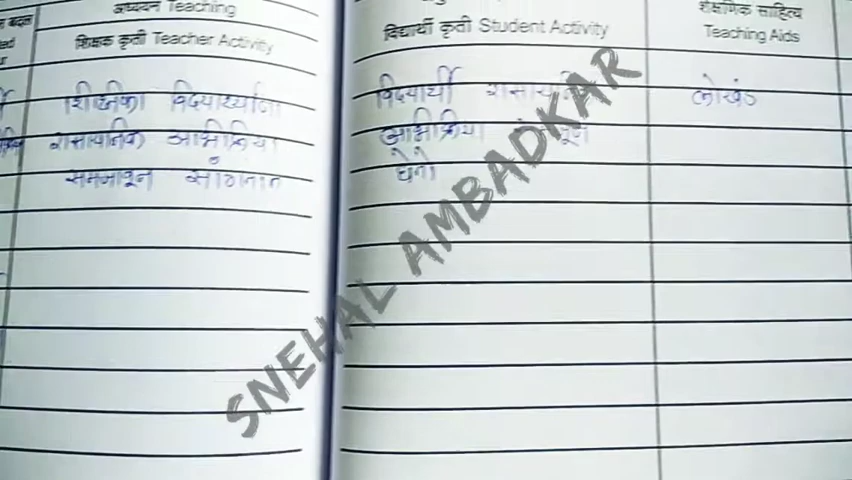 अध्ययन Teaching
शिक्षक कृती Teacher Activity
शिक्षिका विद्यार्थ्यांना
रासायनिक अभिक्रिया
समजावून सांगतात
विद्यार्थी कृती Student Activity
विद्यार्थी
अभिक्रिया
घेतो
शैक्षणिक साहित्य
Teaching Aids
लोखंड
SNEHAL AMBADKAR